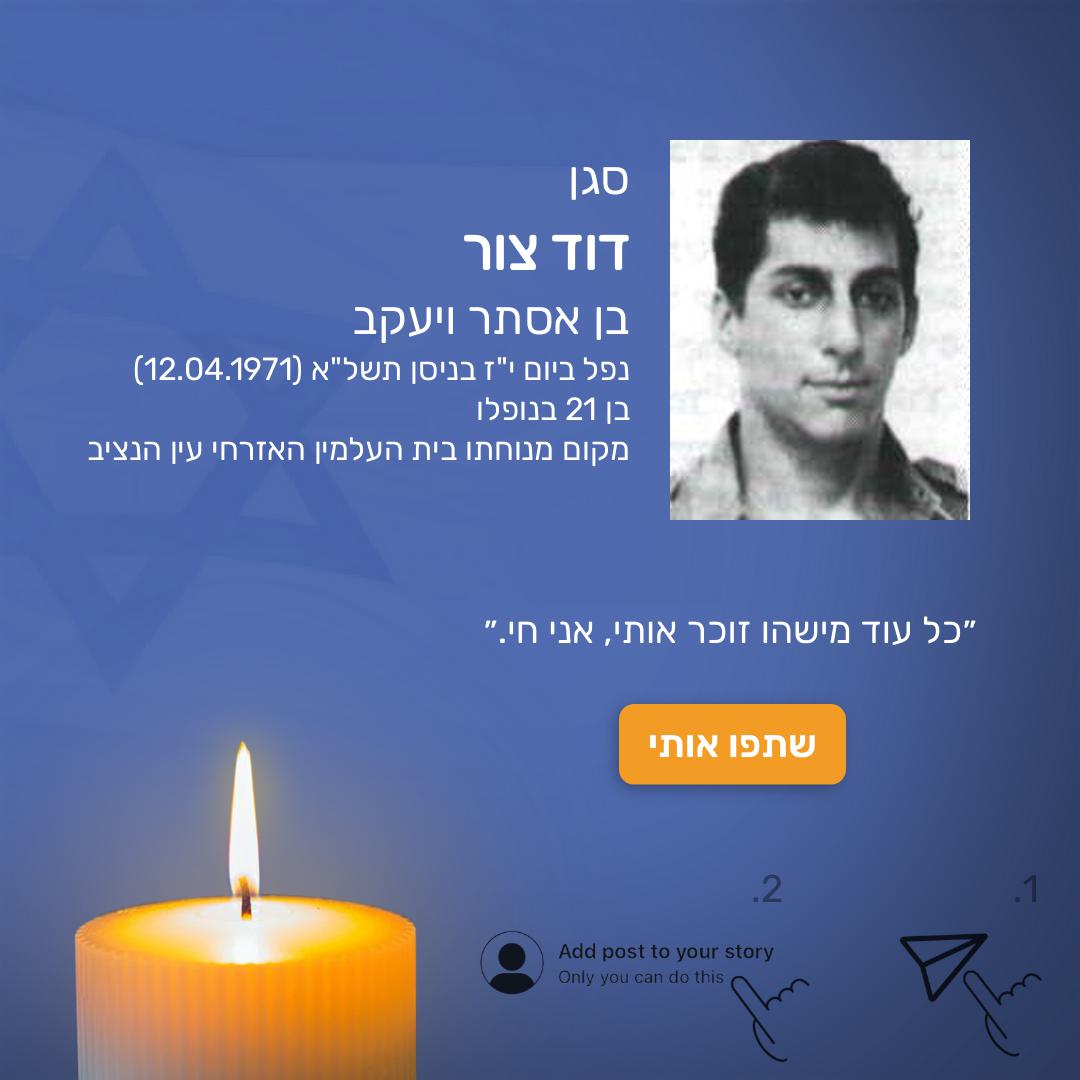 סגן
דוד צור
בן אסתר ויעקב
נפל ביום י"ז בניסן תשל"א (12.04.1971)
בן 21 בנופלו
מקום מנוחתו בית העלמין האזרחי עין הנציב
״כל עוד מישהו זוכר אותי, אני חי.״
שתפו אותי
1.
2.
Add post to your story
Only you can do this